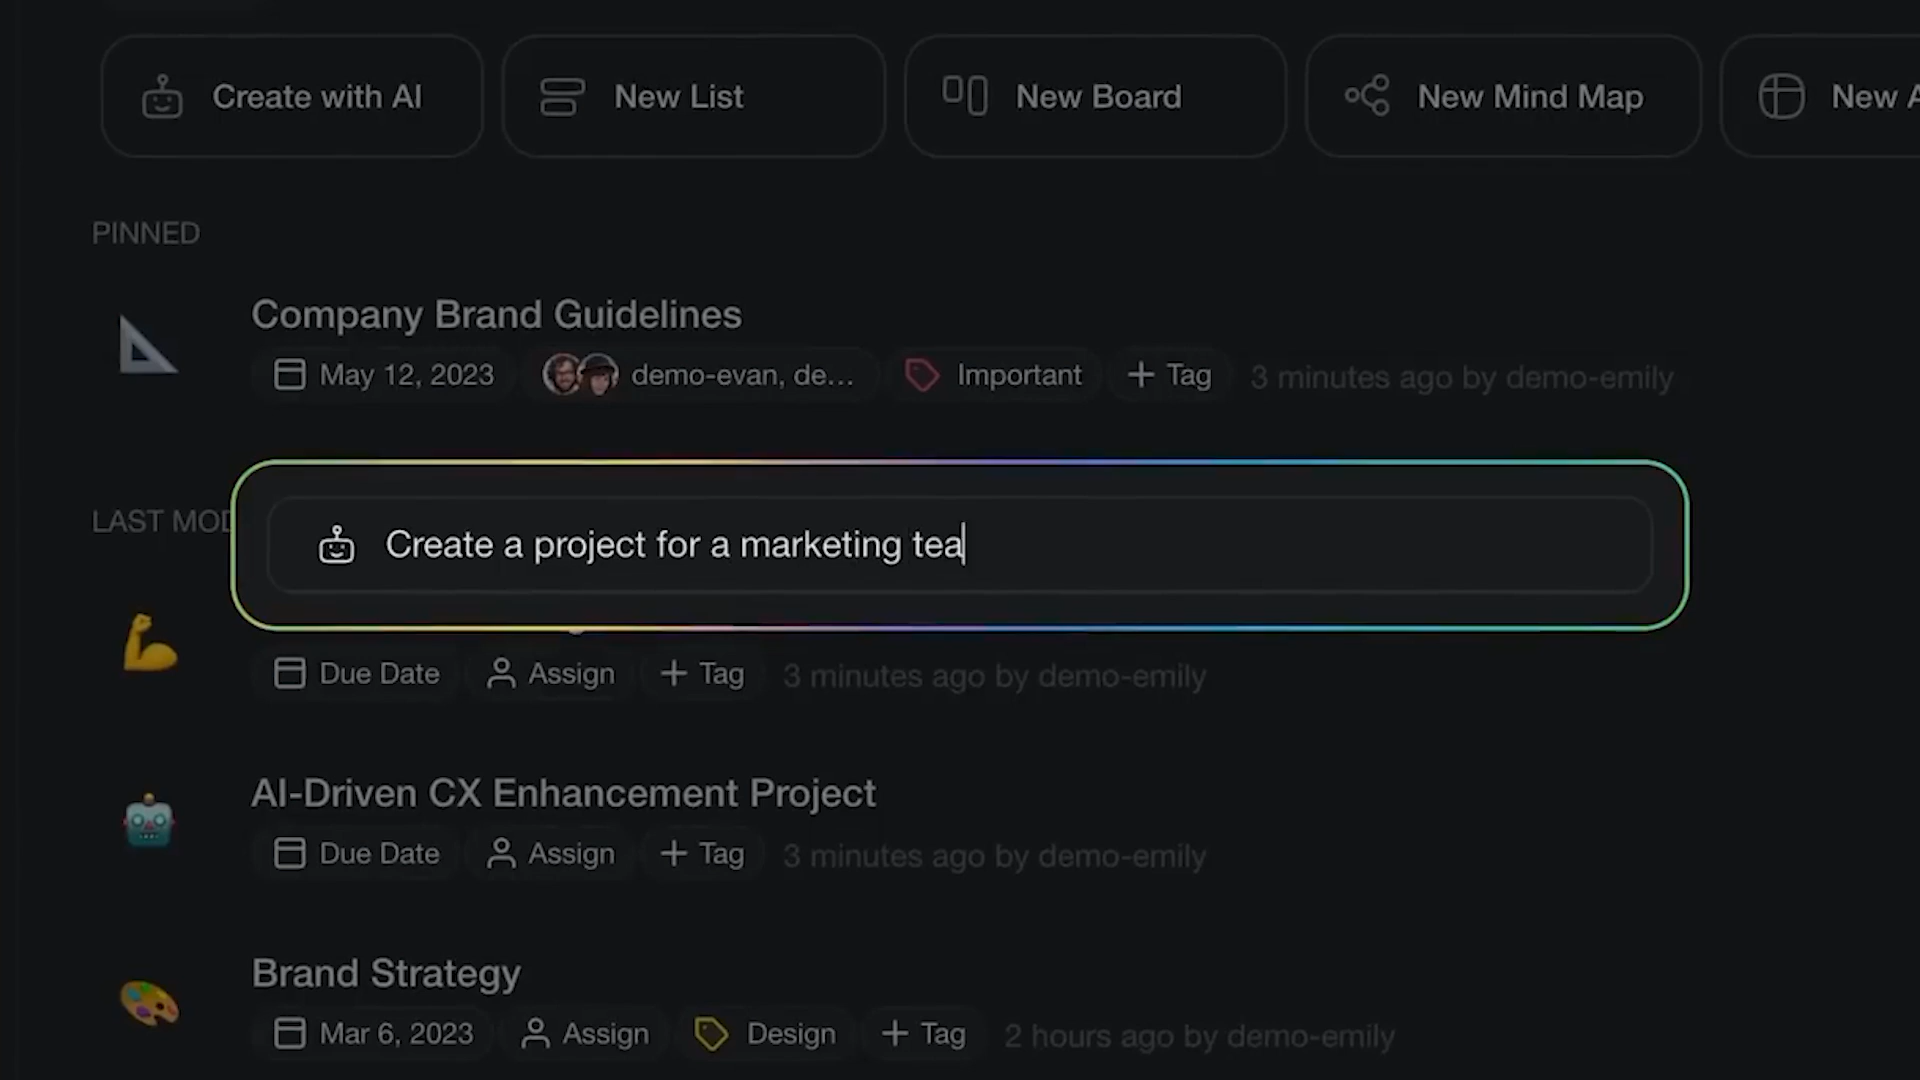 Create with AI
New List
New Board
New Mind Map
New
PINNED
Company Brand Guidelines
May 12, 2023
demo-evan, de...
Important
+ Tag
3 minutes ago by demo-emily
LAST
Create a project for a marketing tea
Due Date
Assign
+ Tag
3 minutes ago by demo-emily
AI-Driven CX Enhancement Project
Due Date
Assign
+ Tag
3 minutes ago by demo-emily
Brand Strategy
Mar 6, 2023
Assign
Design
+ Tag
2 hours ago by demo-emily